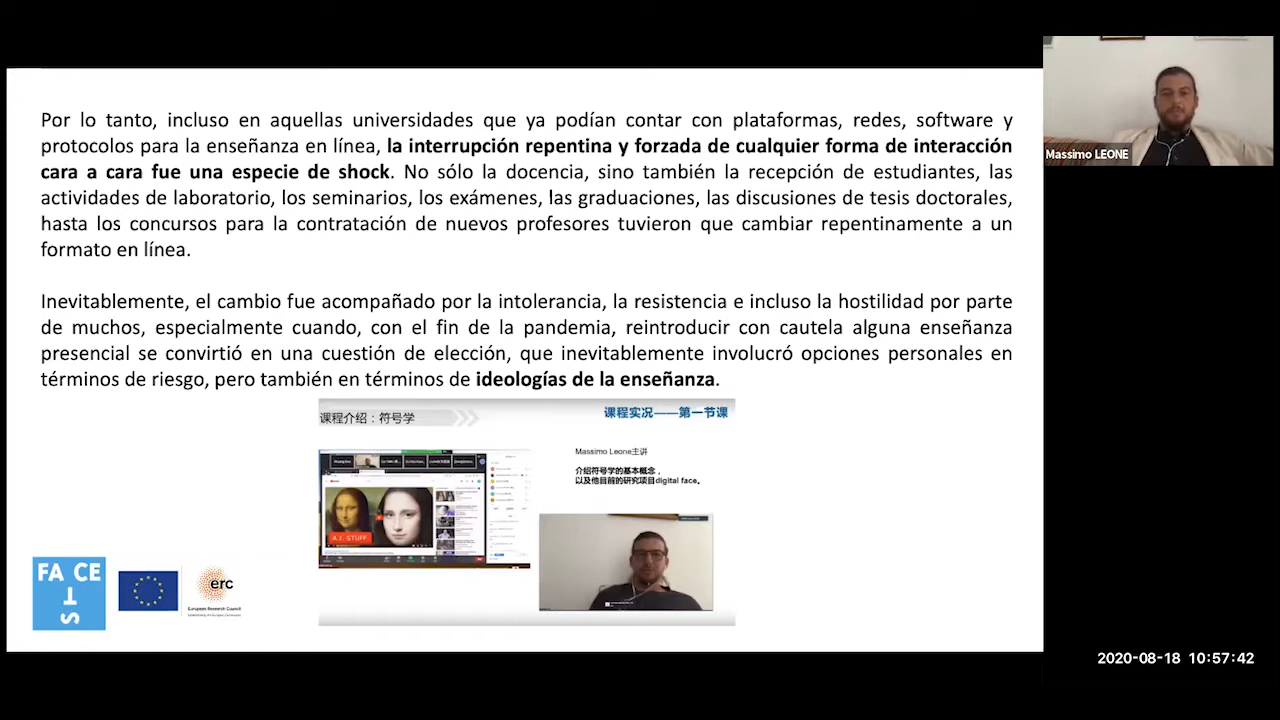 Por lo tanto, incluso en aquellas universidades que ya podían contar con plataformas, redes, software y
protocolos para la enseñanza en línea, la interrupción repentina y forzada de cualquier forma de interacción
cara a cara fue una especie de shock. No sólo la docencia, sino también la recepción de estudiantes, las
actividades de laboratorio, los seminarios, los exámenes, las graduaciones, las discusiones de tesis doctorales,
hasta los concursos para la contratación de nuevos profesores tuvieron que cambiar repentinamente a un
formato en línea.
Inevitablemente, el cambio fue acompañado por la intolerancia, la resistencia e incluso la hostilidad por parte
de muchos, especialmente cuando, con el fin de la pandemia, reintroducir con cautela alguna enseñanza
presencial se convirtió en una cuestión de elección, que inevitablemente involucró opciones personales en
términos de riesgo, pero también en términos de ideologías de la enseñanza.
课程介绍：符号学
课程实况——第一节课
Massimo Leone主讲
介绍符号学的基本概念，
以及他目前的研究项目digital face。
A.I. STUFF
FA CE
TS
erc
European Research Council
Massimo LEONE
2020-08-18 10:57:42